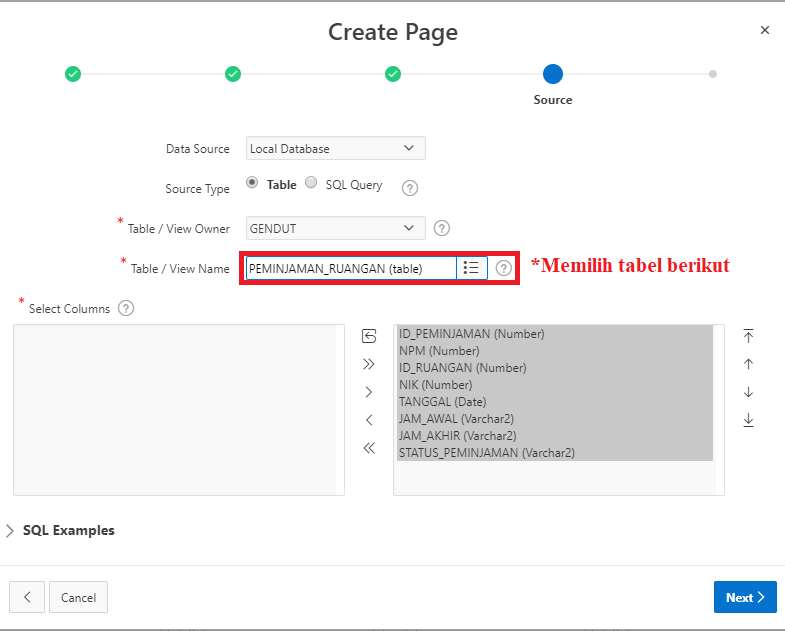 Create Page
Source
Data Source Local Database
Source Type Table SQL Query ?
* Table / View Owner GENDUT ?
* Table / View Name PEMINJAMAN_RUANGAN (table) ? *Memilih tabel berikut
* Select Columns ?
ID_PEMINJAMAN (Number)
NPM (Number)
ID_RUANGAN (Number)
NIK (Number)
TANGGAL (Date)
JAM_AWAL (Varchar2)
JAM_AKHIR (Varchar2)
STATUS_PEMINJAMAN (Varchar2)
SQL Examples
Cancel Next